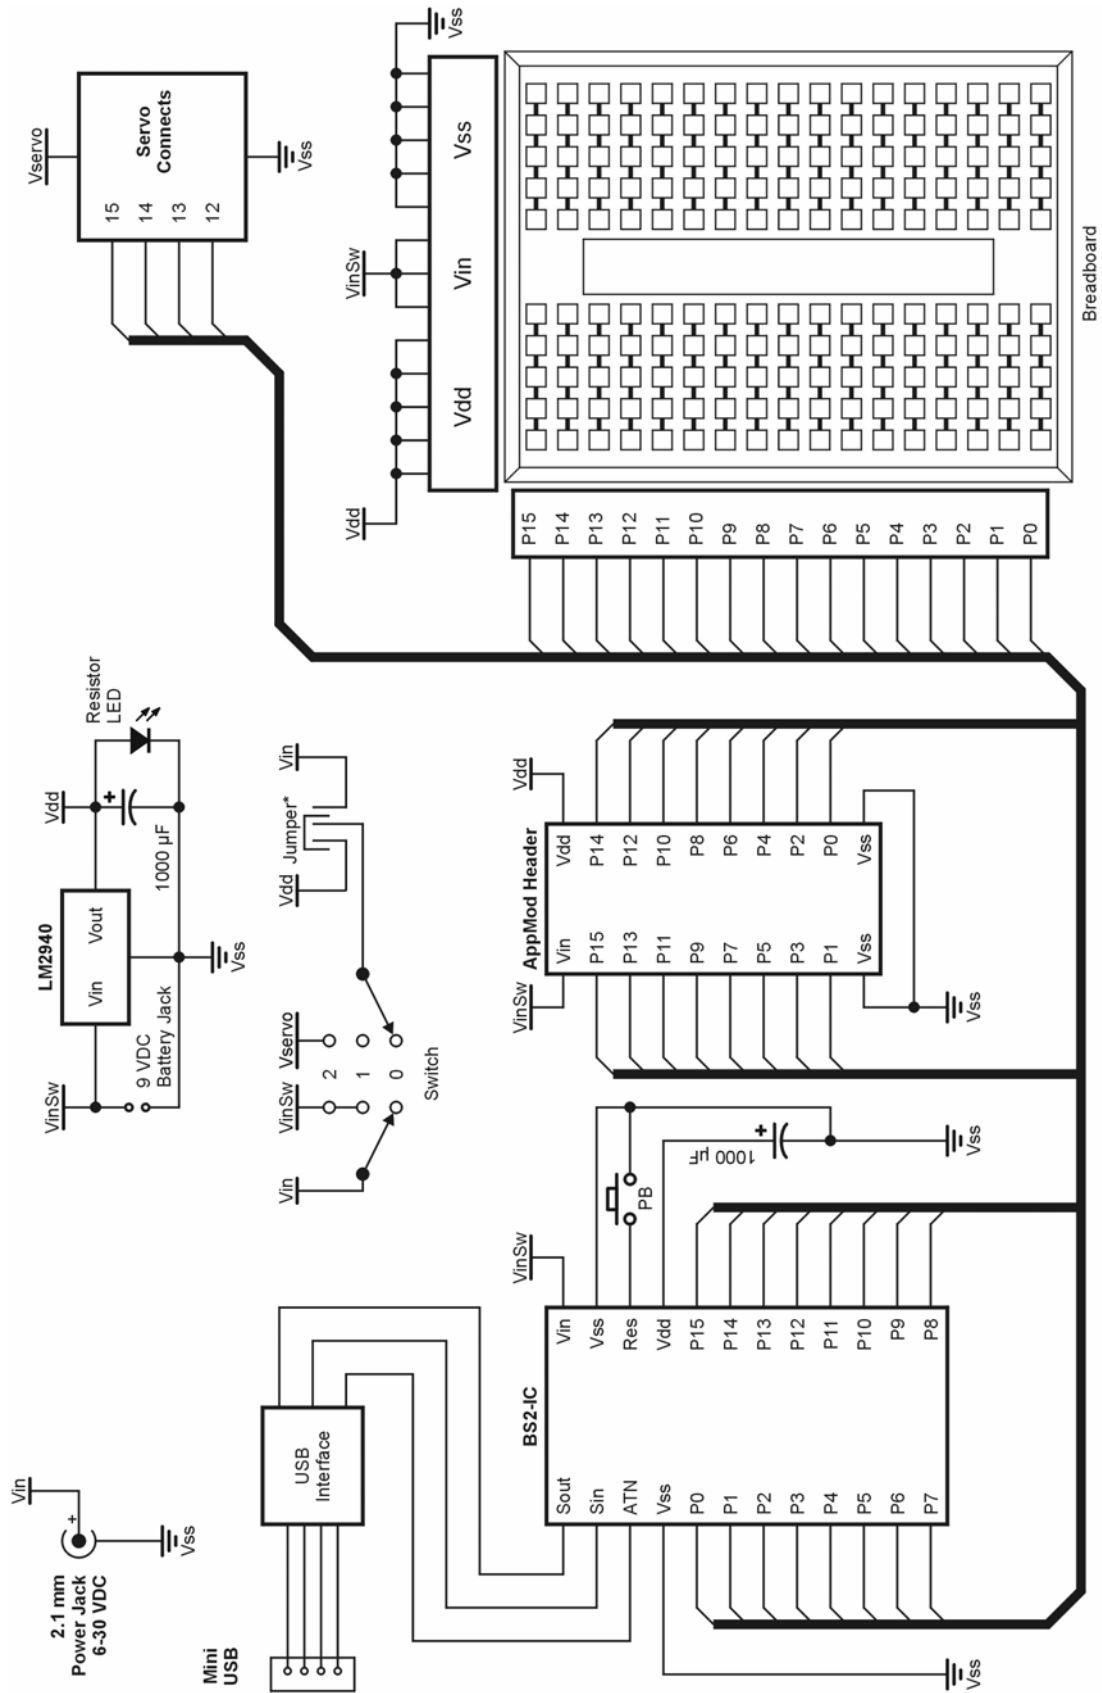 2.1 mm
Power Jack
6-30 VDC
+
Vin
Vss
Mini
USB
USB
Interface
VinSw
9 VDC
Battery Jack
LM2940
Vin
Vout
Vss
Vdd
+
1000 µF
Resistor
LED
Vin
VinSw
Vservo
2
1
0
Switch
Vdd
Jumper*
Vin
Vservo
Servo
Connects
15
14
13
12
Vss
Vdd
VinSw
Vss
Vdd
Vin
Vss
BS2-IC
Sout
Sin
ATN
Vss
P0
P1
P2
P3
P4
P5
P6
P7
Vin
Vss
Res
Vdd
P15
P14
P13
P12
P11
P10
P9
P8
VinSw
PB
1000 µF
+
Vss
Vss
AppMod Header
VinSw
Vdd
Vin
P15
P13
P11
P9
P7
P5
P3
P1
Vss
Vdd
P14
P12
P10
P8
P6
P4
P2
P0
Vss
Vss
P15
P14
P13
P12
P11
P10
P9
P8
P7
P6
P5
P4
P3
P2
P1
P0
Breadboard